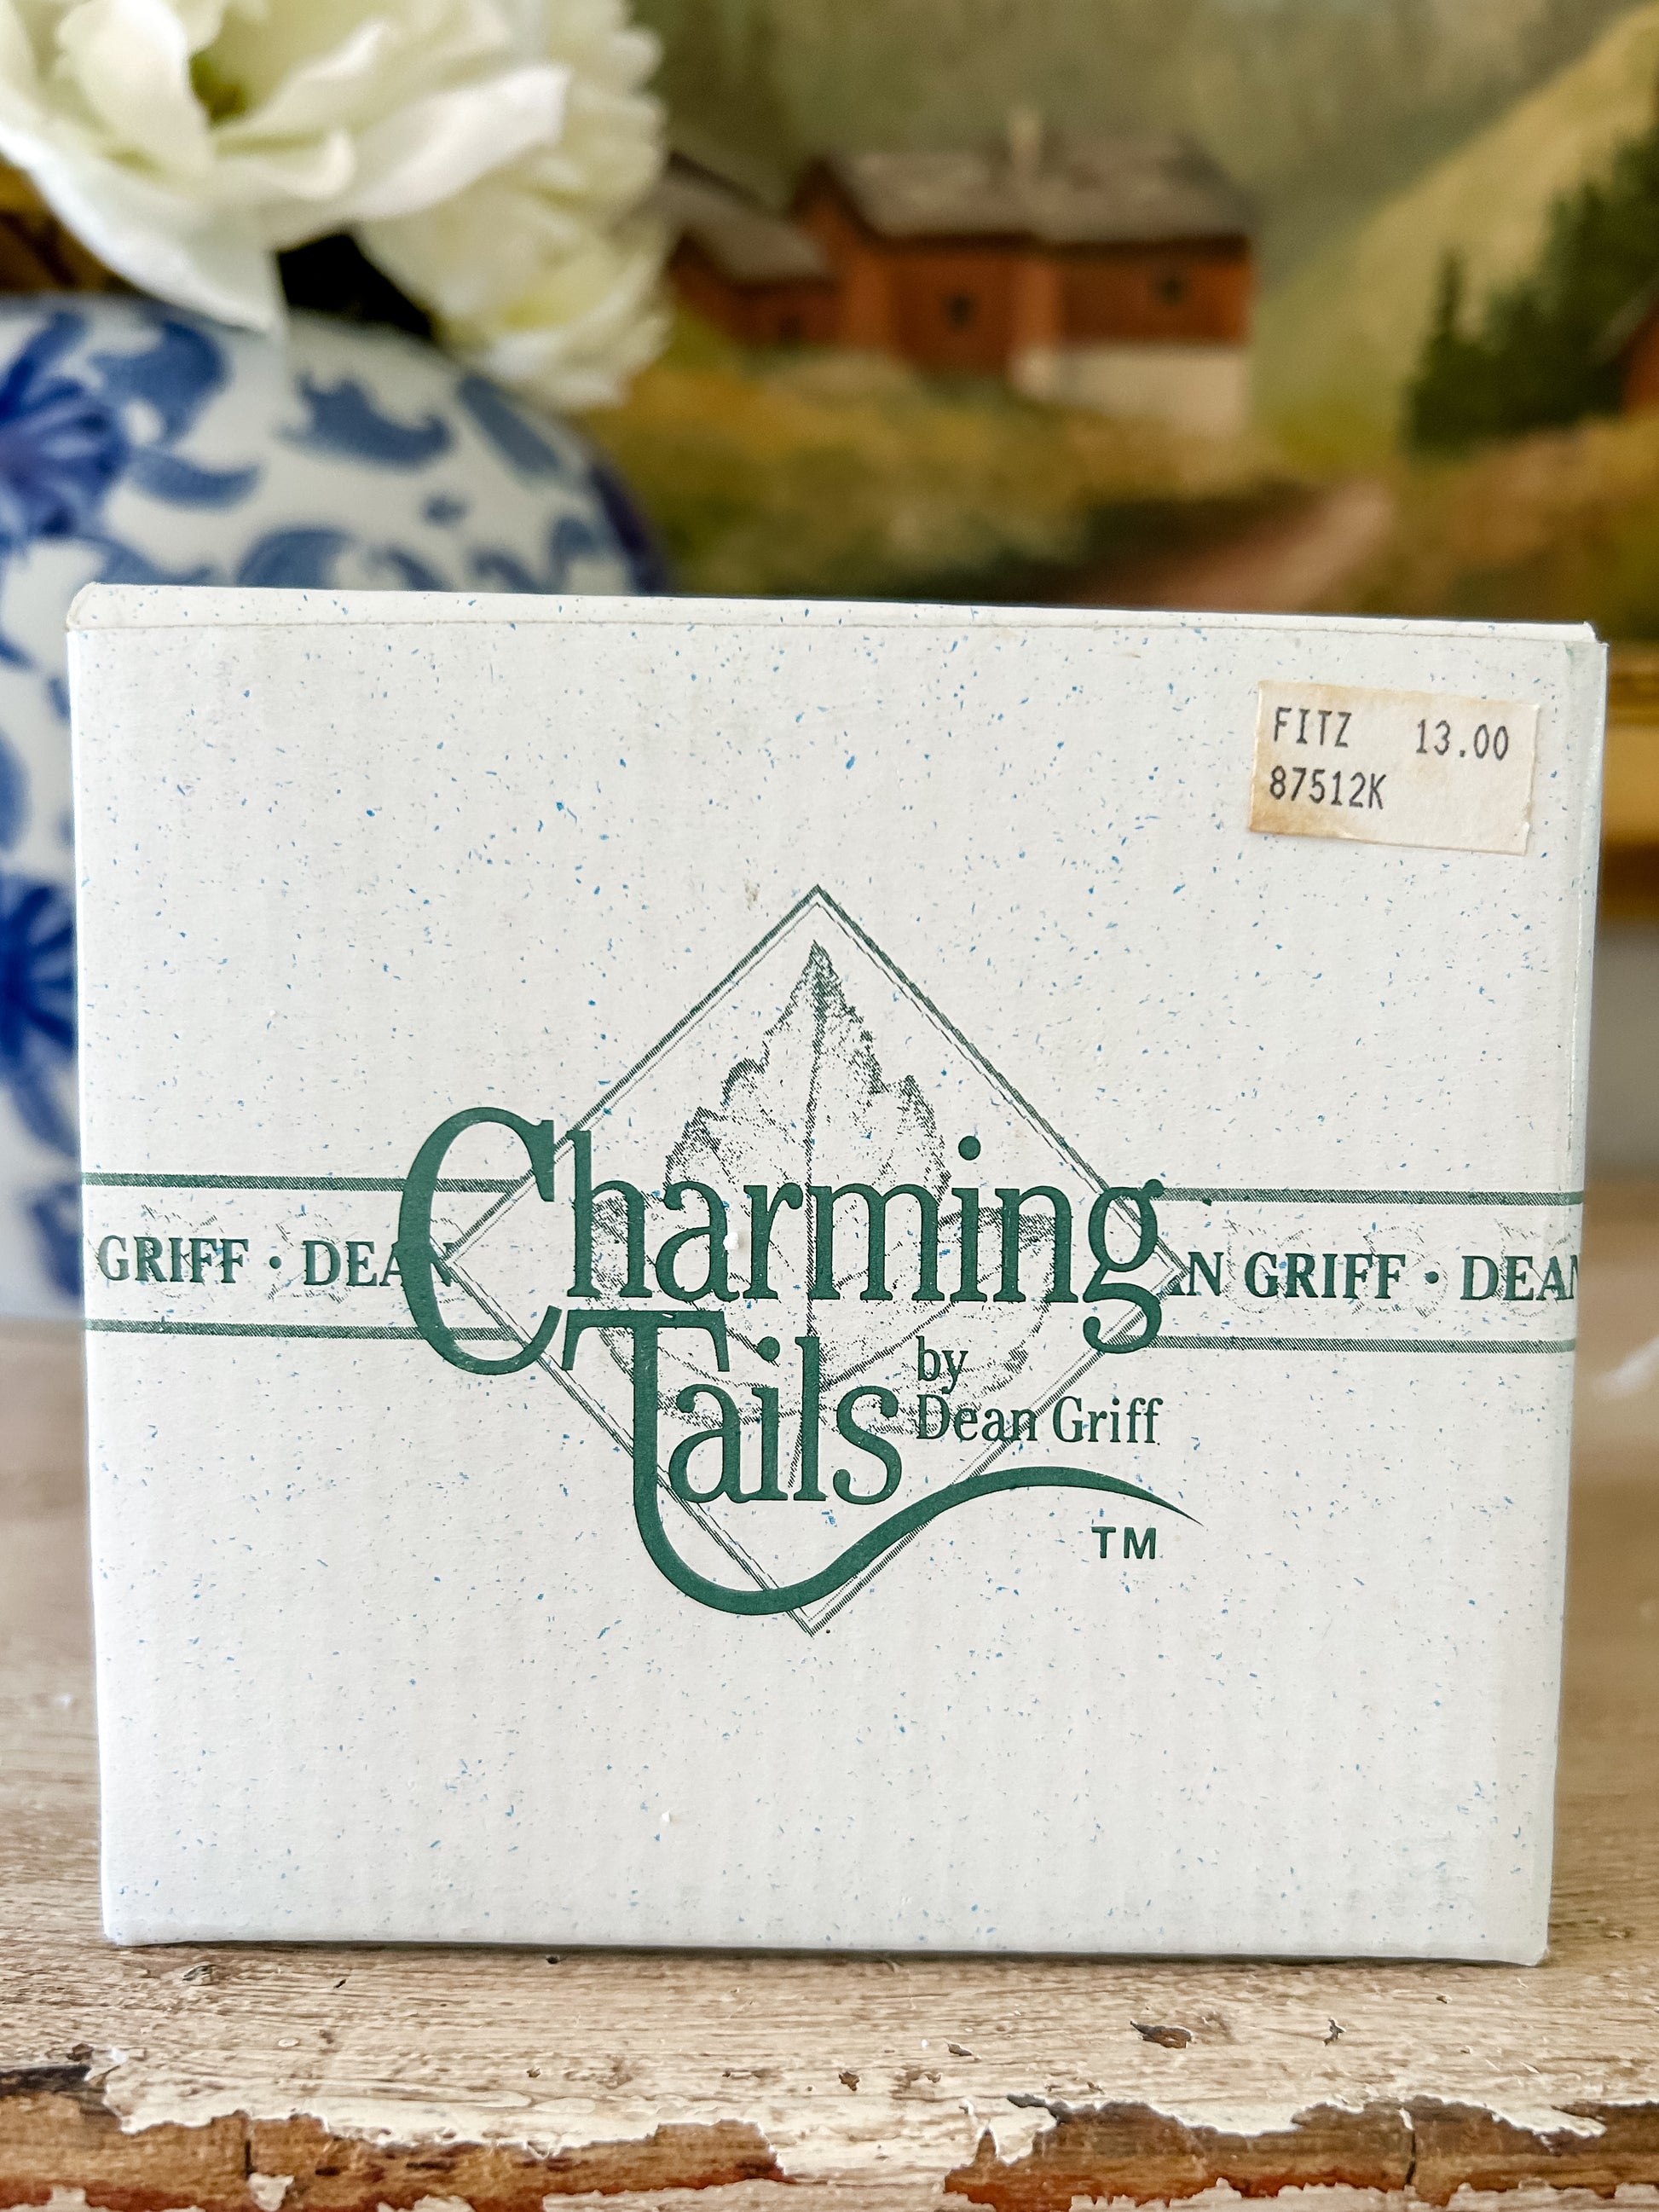 FITZ 13.00
87512K
Charming
GRIFF · DEAN
N GRIFF · DEAN
Tails
by
Dean Griff
TM